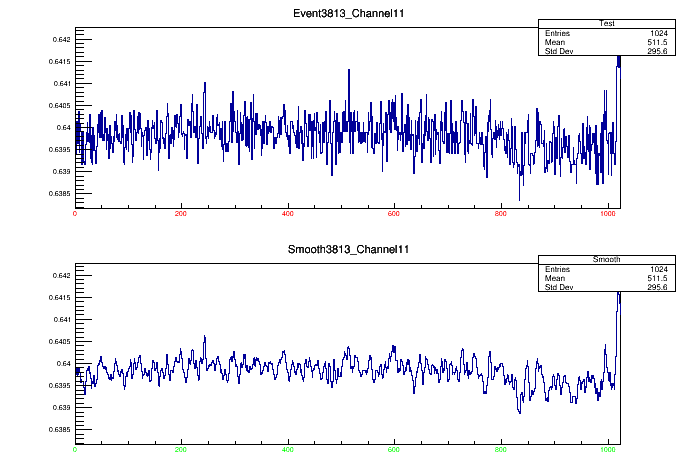 Event3813_Channel11
Test
Entries 1024
Mean 511.5
Std Dev 295.6
0.642
0.6415
0.641
0.6405
0.64
0.6395
0.639
0.6385
0 200 400 600 800 1000
Smooth3813_Channel11
Smooth
Entries 1024
Mean 511.5
Std Dev 295.6
0.642
0.6415
0.641
0.6405
0.64
0.6395
0.639
0.6385
0 200 400 600 800 1000